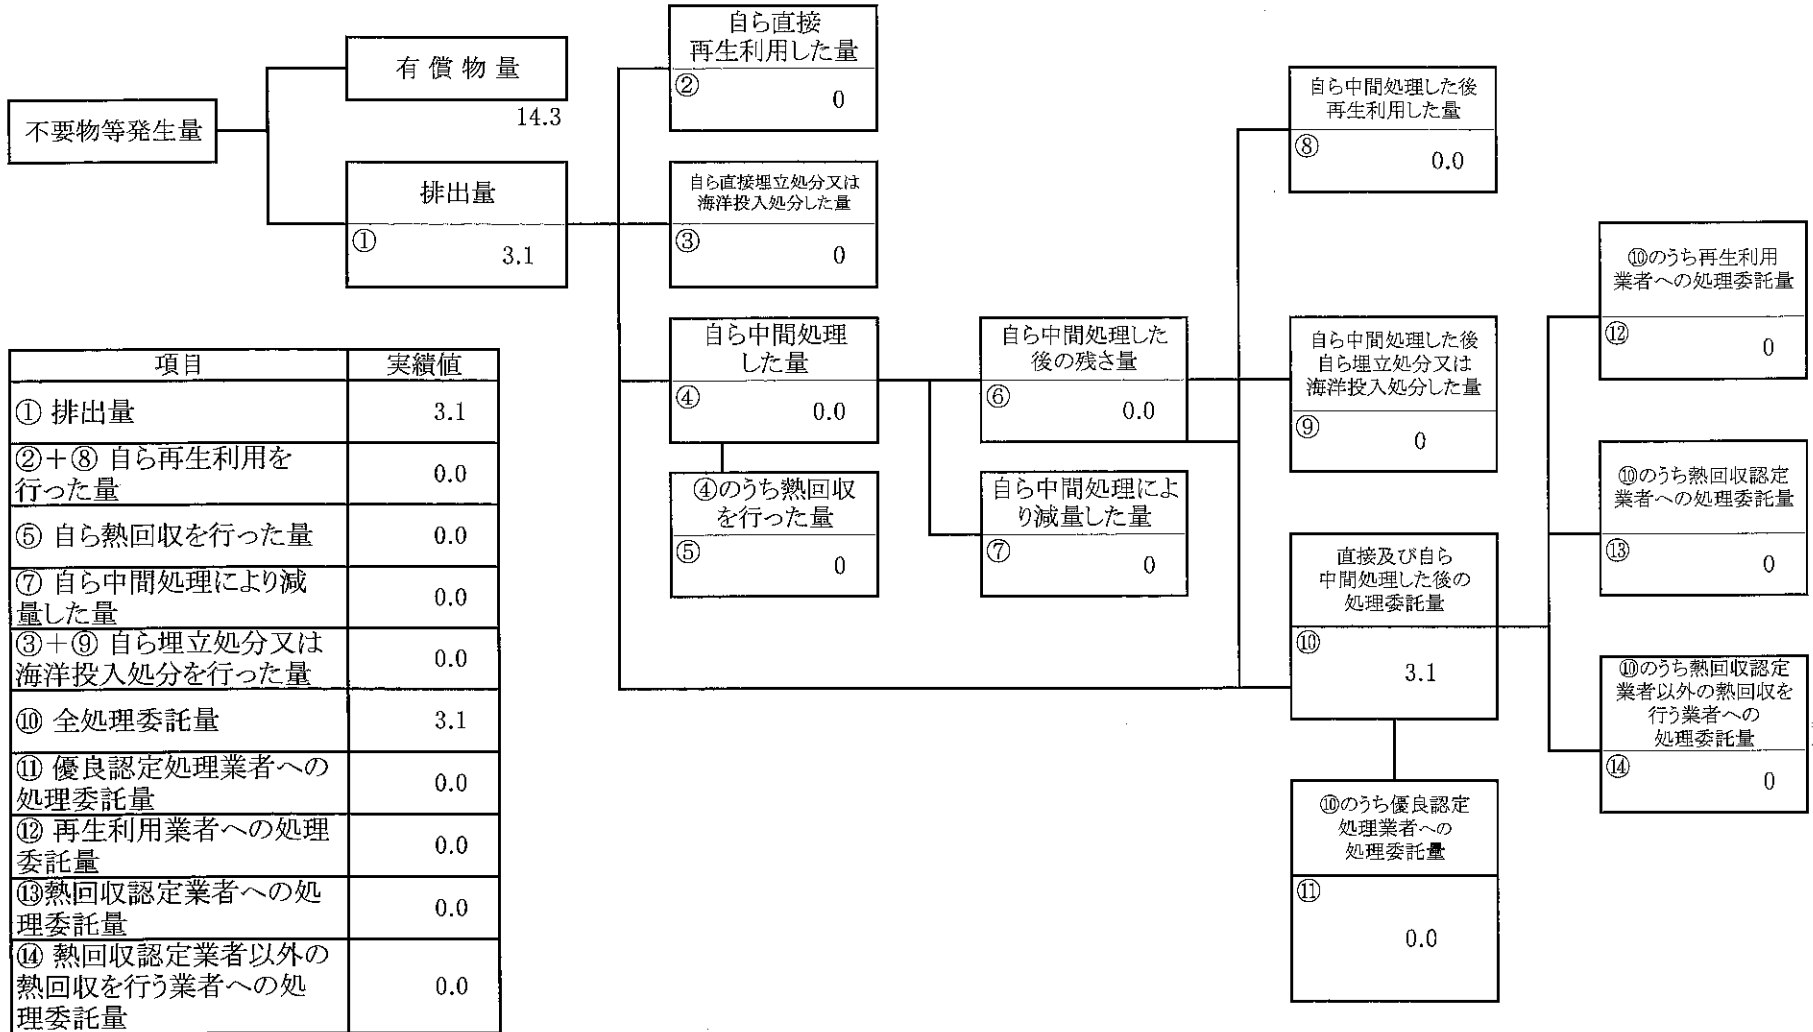 不要物等発生量
有償物量
14.3
排出量
①
3.1
自ら直接
再生利用した量
②
0
自ら直接埋立処分又は
海洋投入処分した量
③
0
自ら中間処理
した量
④
0.0
④のうち熱回収
を行った量
⑤
0
自ら中間処理した
後の残さ量
⑥
0.0
自ら中間処理によ
り減量した量
⑦
0
自ら中間処理した後
再生利用した量
⑧
0.0
自ら中間処理した後
自ら埋立処分又は
海洋投入処分した量
⑨
0
直接及び自ら
中間処理した後の
処理委託量
⑩
3.1
⑩のうち優良認定
処理業者への
処理委託量
⑪
0.0
⑩のうち再生利用
業者への処理委託量
⑫
0
⑩のうち熱回収認定
業者への処理委託量
⑬
0
⑩のうち熱回収認定
業者以外の熱回収を
行う業者への
処理委託量
⑭
0
項目 実績値
① 排出量 3.1
②+⑧ 自ら再生利用を
行った量 0.0
⑤ 自ら熱回収を行った量 0.0
⑦ 自ら中間処理により減
量した量 0.0
③+⑨ 自ら埋立処分又は
海洋投入処分を行った量 0.0
⑩ 全処理委託量 3.1
⑪ 優良認定処理業者への
処理委託量 0.0
⑫ 再生利用業者への処理
委託量 0.0
⑬熱回収認定業者への処
理委託量 0.0
⑭ 熱回収認定業者以外の
熱回収を行う業者への処
理委託量 0.0